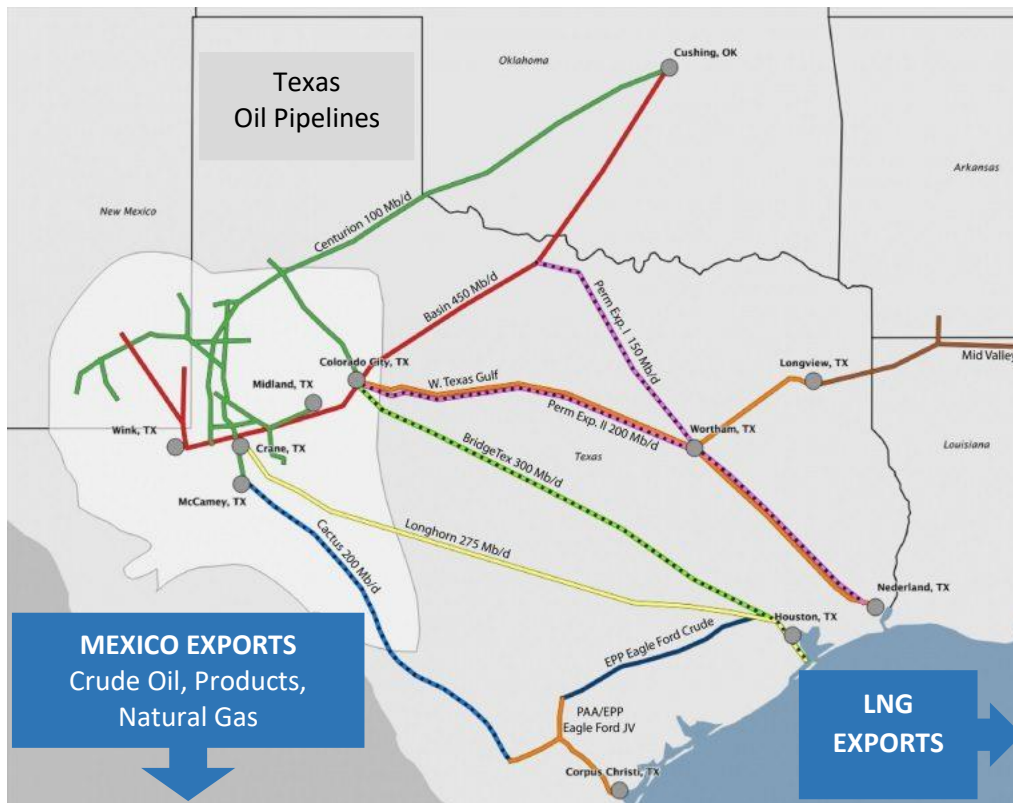 Texas
Oil Pipelines
Cushing, OK
Oklahoma
Arkansas
New Mexico
Centurion 100 Mb/d
Basin 450 Mb/d
Perm Exp. I 150 Mb/d
Colorado City, TX
Midland, TX
W. Texas Gulf
Longview, TX
Mid Valley
Perm Exp. II 200 Mb/d
Wortham, TX
Wink, TX
Crane, TX
BridgeTex 300 Mb/d
Texas
Louisiana
McCamey, TX
Cactus 200 Mb/d
Longhorn 275 Mb/d
Nederland, TX
Houston, TX
EPP Eagle Ford Crude
MEXICO EXPORTS
Crude Oil, Products,
Natural Gas
PAA/EPP
Eagle Ford JV
LNG
EXPORTS
Corpus Christi, TX